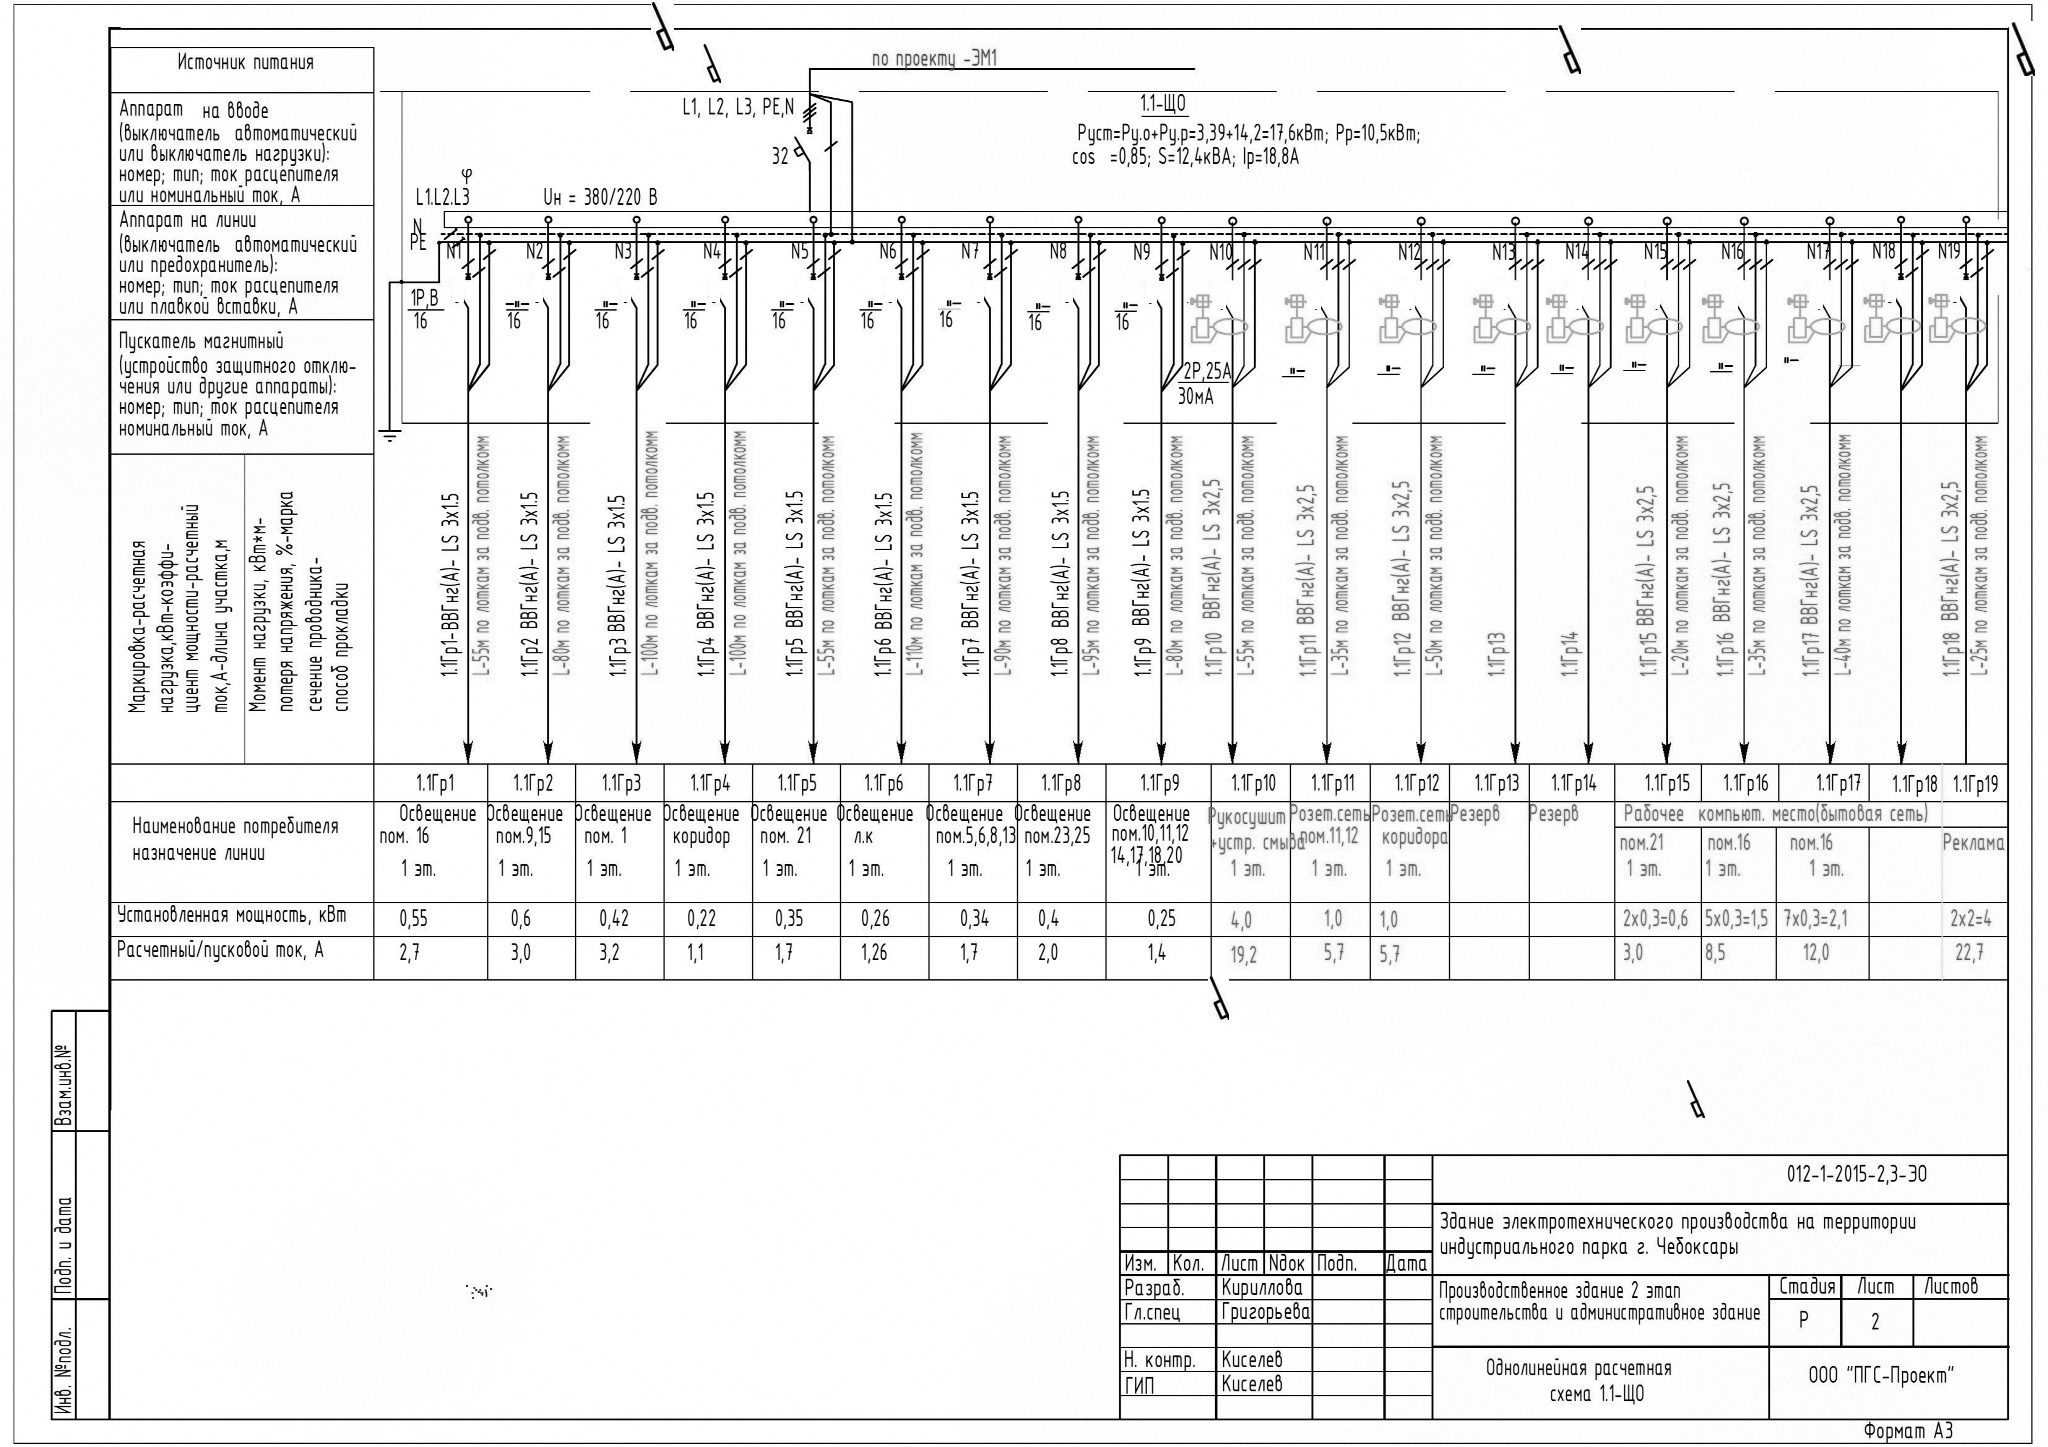 Источник питания
Аппарат на вводе
(выключатель автоматический
или выключатель нагрузки):
номер; тип; ток расцепителя
или номинальный ток, А
Аппарат на линии
(выключатель автоматический
или предохранитель):
номер; тип; ток расцепителя
или плавкой вставки, А
Пускатель магнитный
(устройство защитного отклю-
чения или другие аппараты):
номер; тип; ток расцепителя
номинальный ток, А
Маркировка-расчетная
нагрузка,кВт-коэффи-
циент мощности-расчетный
ток,А-длина участка,м
Момент нагрузки, кВт*м-
потеря напряжения, %-марка
сечение проводника-
способ прокладки
по проекту -ЭМ1
L1, L2, L3, PE,N
32
1.1-ЩО
Руст=Ру.о+Ру.р=3,39+14,2=17,6кВт; Рр=10,5кВт;
cos =0,85; S=12,4кВА; Iр=18,8А
φ
L1.L2.L3
Uн = 380/220 В
N
PE
N1 N2 N3 N4 N5 N6 N7 N8 N9 N10 N11 N12 N13 N14 N15 N16 N17 N18 N19
1P,B
16
-"-
16
-"-
16
-"-
16
-"-
16
-"-
16
"-
16
"-
16
"-
16
2P,25A
30мА
"-
"-
"-
"-
"-
"-
"-
1.1Гр1-ВВГнг(А)- LS 3х1.5
L-55м по лоткам за подв. потолкомм
1.1Гр2 ВВГнг(А)- LS 3х1.5
L-80м по лоткам за подв. потолкомм
1.1Гр3 ВВГнг(А)- LS 3х1.5
L-100м по лоткам за подв. потолкомм
1.1Гр4 ВВГнг(А)- LS 3х1.5
L-100м по лоткам за подв. потолкомм
1.1Гр5 ВВГнг(А)- LS 3х1.5
L-55м по лоткам за подв. потолкомм
1.1Гр6 ВВГнг(А)- LS 3х1.5
L-110м по лоткам за подв. потолкомм
1.1Гр7 ВВГнг(А)- LS 3х1.5
L-90м по лоткам за подв. потолкомм
1.1Гр8 ВВГнг(А)- LS 3х1.5
L-95м по лоткам за подв. потолкомм
1.1Гр9 ВВГнг(А)- LS 3х1.5
L-80м по лоткам за подв. потолкомм
1.1Гр10 ВВГнг(А)- LS 3х2,5
L-55м по лоткам за подв. потолкомм
1.1Гр11 ВВГнг(А)- LS 3х2,5
L-35м по лоткам за подв. потолкомм
1.1Гр12 ВВГнг(А)- LS 3х2,5
L-50м по лоткам за подв. потолкомм
1.1Гр13
1.1Гр14
1.1Гр15 ВВГнг(А)- LS 3х2,5
L-20м по лоткам за подв. потолкомм
1.1Гр16 ВВГнг(А)- LS 3х2,5
L-35м по лоткам за подв. потолкомм
1.1Гр17 ВВГнг(А)- LS 3х2,5
L-40м по лоткам за подв. потолкомм
1.1Гр18 ВВГнг(А)- LS 3х2,5
L-25м по лоткам за подв. потолкомм
1.1Гр1 1.1Гр2 1.1Гр3 1.1Гр4 1.1Гр5 1.1Гр6 1.1Гр7 1.1Гр8 1.1Гр9 1.1Гр10 1.1Гр11 1.1Гр12 1.1Гр13 1.1Гр14 1.1Гр15 1.1Гр16 1.1Гр17 1.1Гр18 1.1Гр19
Наименование потребителя
назначение линии
Освещение
пом. 16
1 эт.
Освещение
пом.9,15
1 эт.
Освещение
пом. 1
1 эт.
Освещение
коридор
1 эт.
Освещение
пом. 21
1 эт.
Освещение
л.к
1 эт.
Освещение
пом.5,6,8,13
1 эт.
Освещение
пом.23,25
1 эт.
Освещение
пом.10,11,12
14,17,18,20
1 эт.
Рукосушит
+устр. смыва
1 эт.
Розет.сеть
пом.11,12
1 эт.
Розет.сеть
коридора
1 эт.
Резерв
Резерв
Рабочее компьют. место(бытовая сеть)
пом.21
1 эт.
пом.16
1 эт.
пом.16
1 эт.
Реклама
Установленная мощность, кВт 0,55 0,6 0,42 0,22 0,35 0,26 0,34 0,4 0,25 4,0 1,0 1,0 2х0,3=0,6 5х0,3=1,5 7х0,3=2,1 2х2=4
Расчетный/пусковой ток, А 2,7 3,0 3,2 1,1 1,7 1,26 1,7 2,0 1,4 19,2 5,7 5,7 3,0 8,5 12,0 22,7
Взам.инв.№
Подп. и дата
Инв. №подл.
012-1-2015-2,3-ЭО
Здание электротехнического производства на территории
индустриального парка г. Чебоксары
Изм. Кол. Лист Nдок Подп. Дата
Разраб. Кириллова
Гл.спец Григорьева
Н. контр. Киселев
ГИП Киселев
Производственное здание 2 этап
строительства и административное здание
Стадия Лист Листов
Р 2
Однолинейная расчетная
схема 1.1-ЩО
ООО "ПГС-Проект"
Формат А3